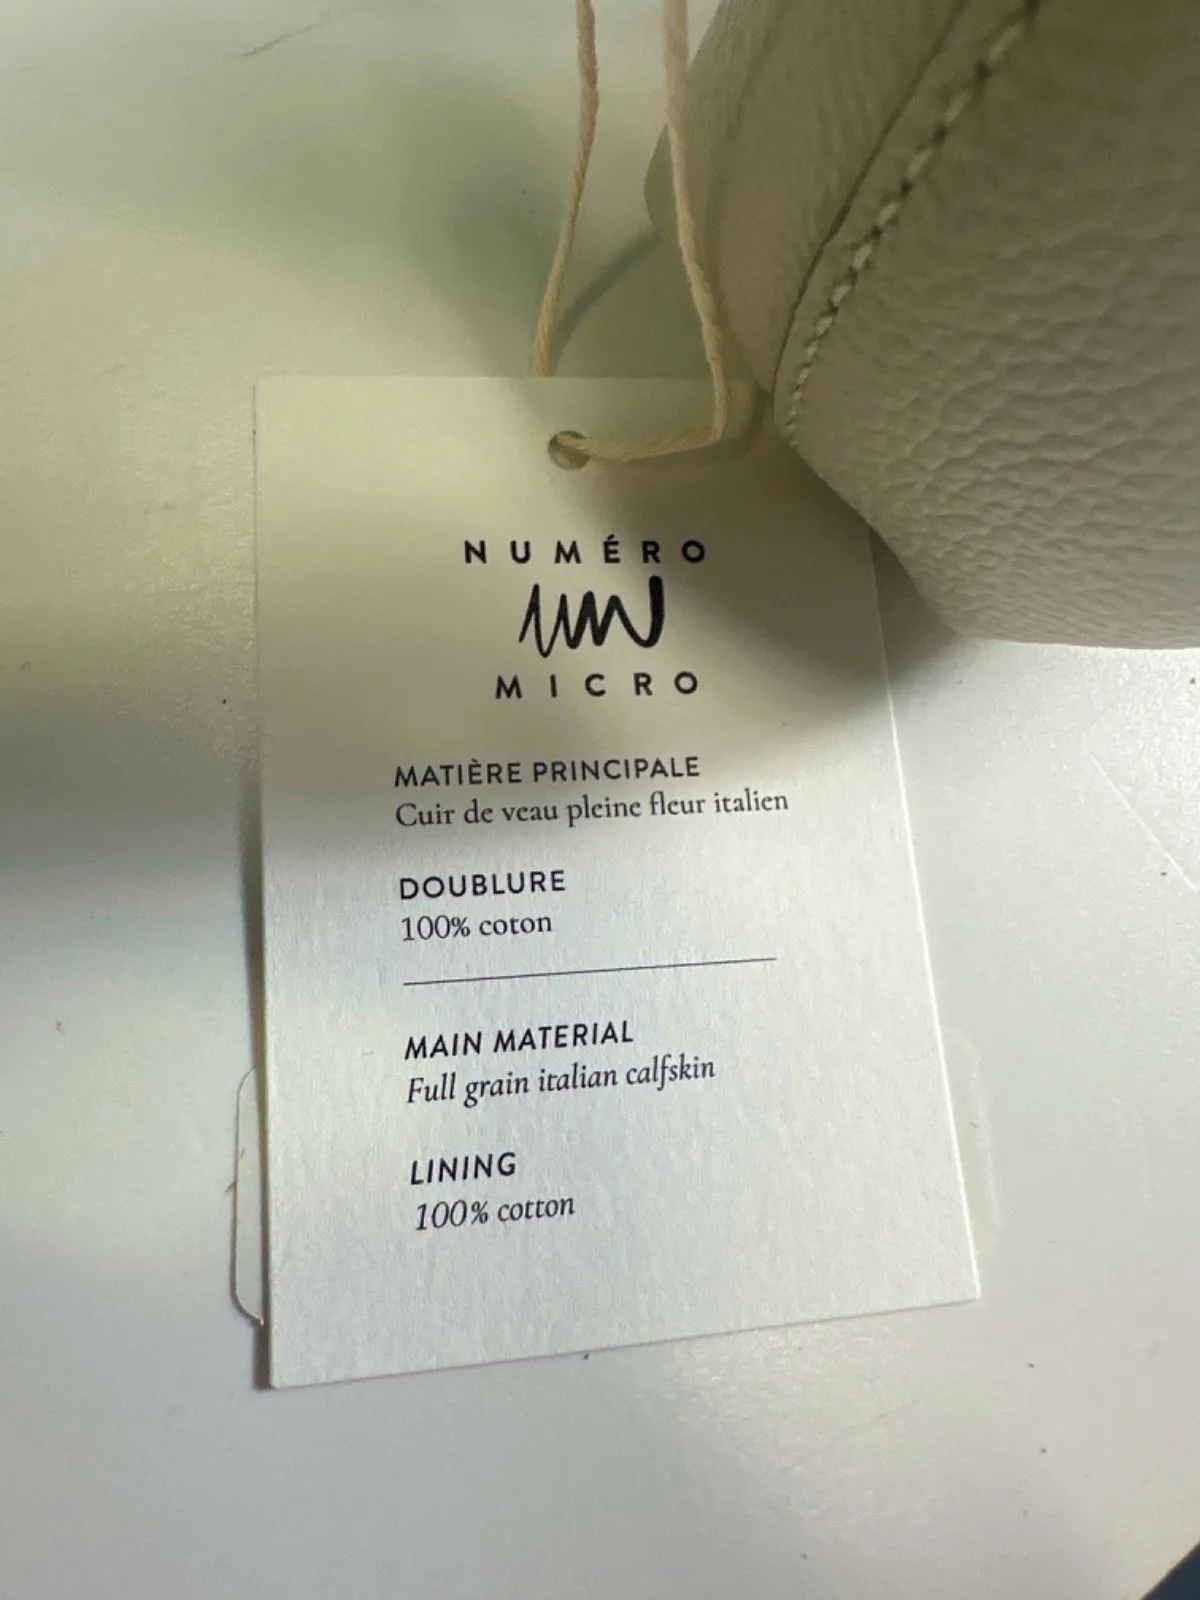 NUMÉRO
un
MICRO
MATIÈRE PRINCIPALE
Cuir de veau pleine fleur italien
DOUBLURE
100% coton
MAIN MATERIAL
Full grain italian calfskin
LINING
100% cotton